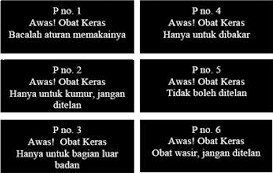 P no. 1
Awas! Obat Keras
Bacalah aturan memakainya
P no. 2
Awas! Obat Keras
Hanya untuk kumur, jangan
ditelan
P no. 3
Awas!  Obat Keras
Hanya untuk bagian luar
badan
P no. 4
Awas! Obat Keras
Hanya untuk dibakar
P no. 5
Awas! Obat Keras
Tidak boleh ditelan
P no. 6
Awas! Obat Keras
Obat wasir, jangan ditelan